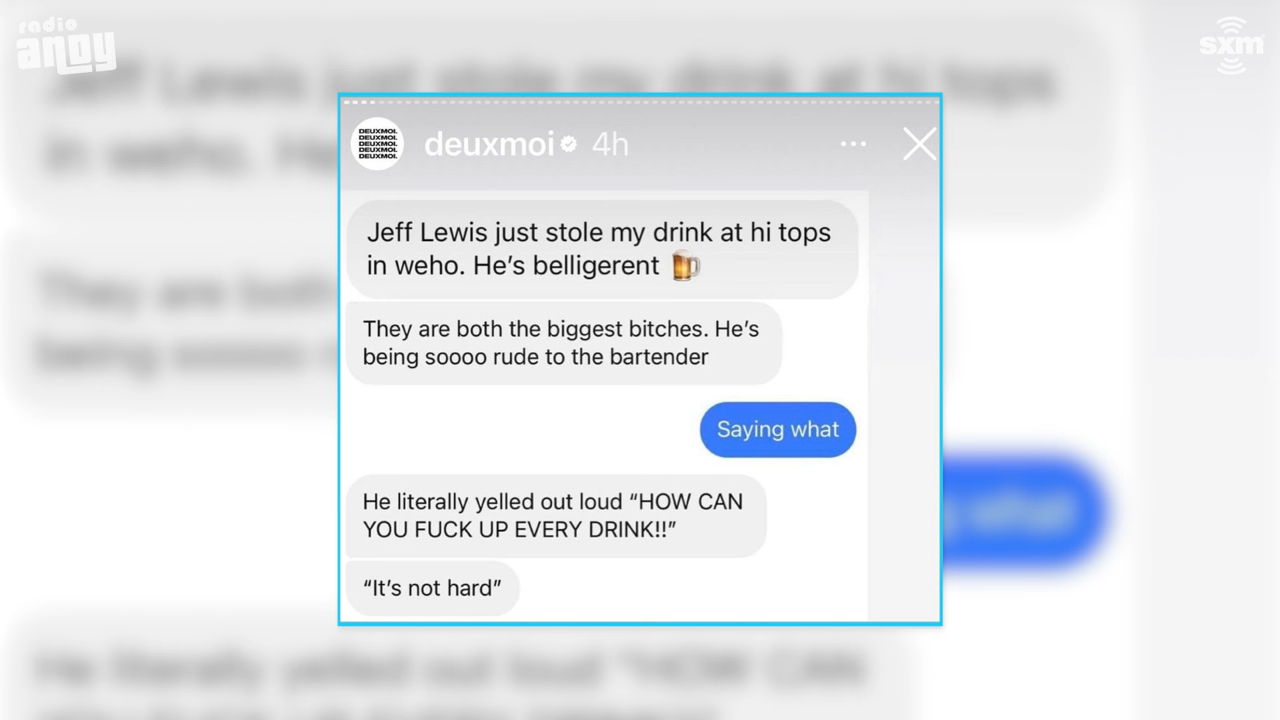 radio
andy
sxm
DEUXMOI.
DEUXMOI.
DEUXMOI.
DEUXMOI.
DEUXMOI.
deuxmoi 4h
Jeff Lewis just stole my drink at hi tops
in weho. He’s belligerent 🍺
They are both the biggest bitches. He’s
being soooo rude to the bartender
Saying what
He literally yelled out loud “HOW CAN
YOU FUCK UP EVERY DRINK!!”
“It’s not hard”